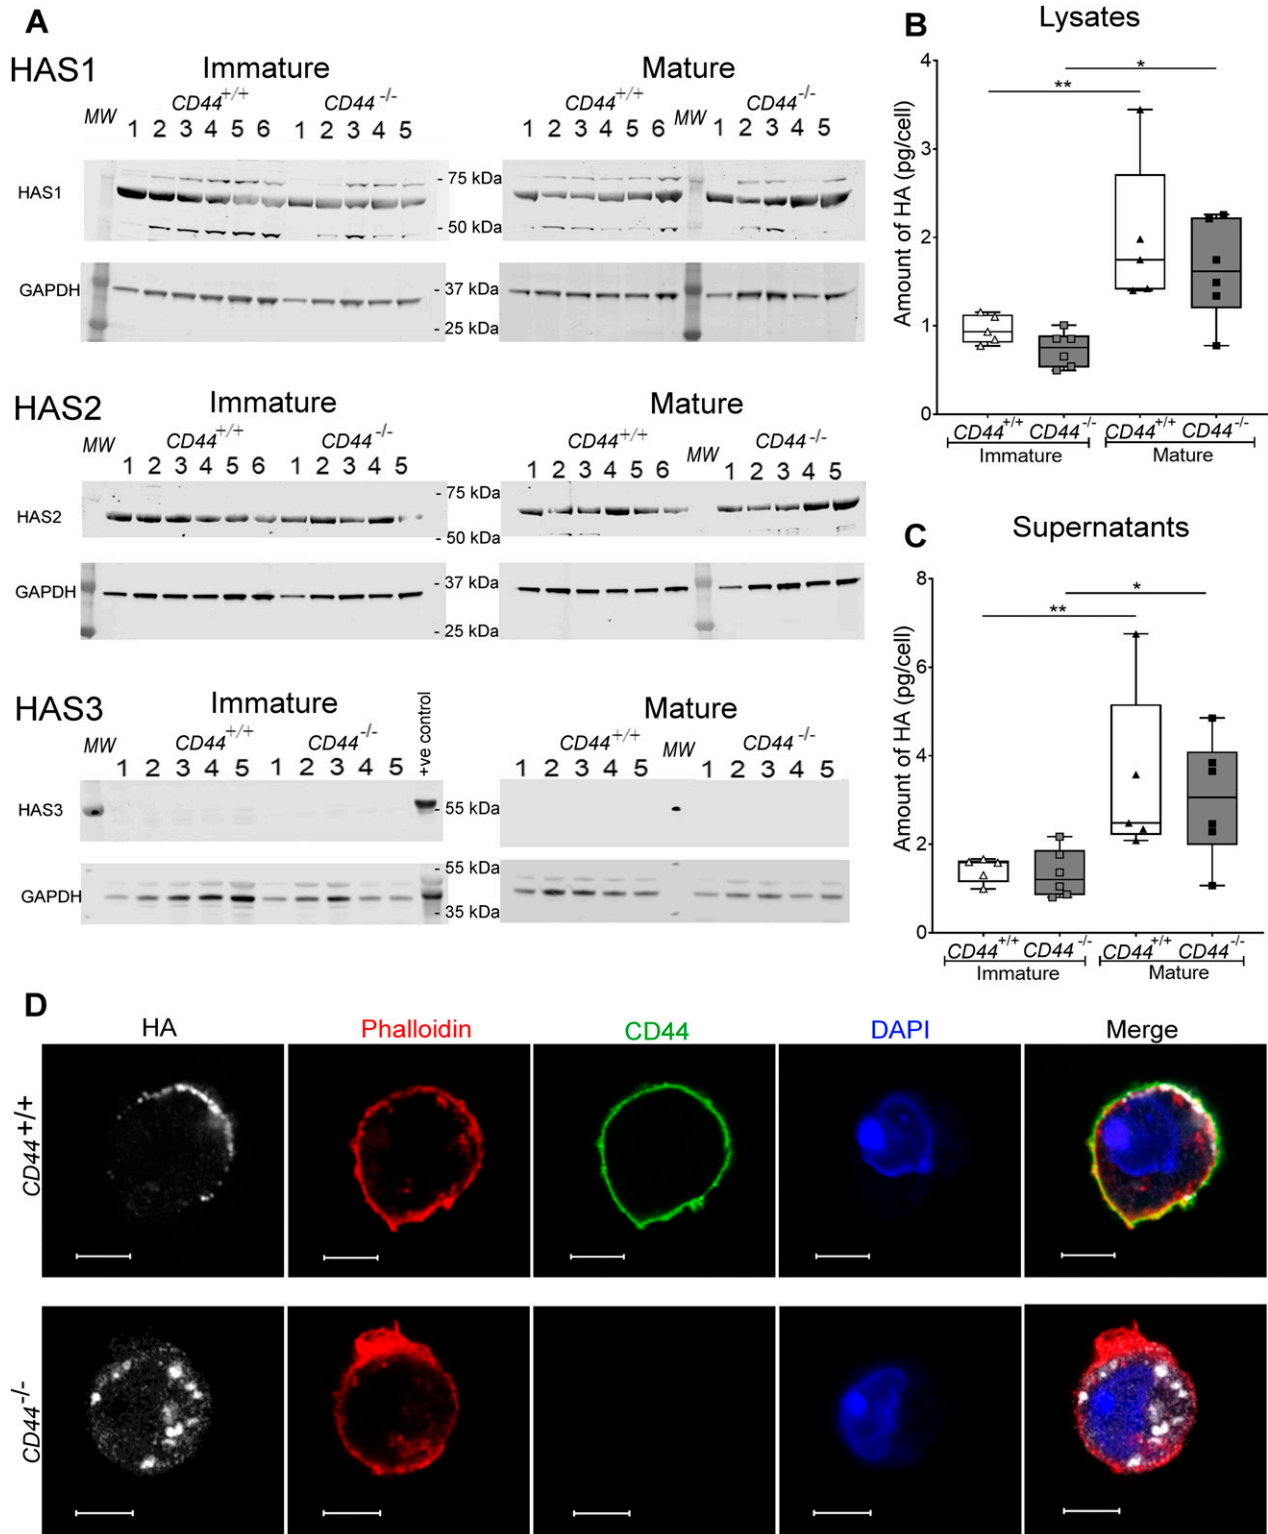 A
HAS1
Immature
Mature
MW
CD44+/+
CD44-/-
CD44+/+
MW
CD44-/-
1 2 3 4 5 6 1 2 3 4 5
1 2 3 4 5 6 1 2 3 4 5
HAS1
- 75 kDa
- 50 kDa
GAPDH
- 37 kDa
- 25 kDa
HAS2
Immature
Mature
MW
CD44+/+
CD44-/-
CD44+/+
MW
CD44-/-
1 2 3 4 5 6 1 2 3 4 5
1 2 3 4 5 6 1 2 3 4 5
HAS2
- 75 kDa
- 50 kDa
GAPDH
- 37 kDa
- 25 kDa
HAS3
Immature
Mature
MW
CD44+/+
CD44-/-
+ve control
CD44+/+
MW
CD44-/-
1 2 3 4 5 1 2 3 4 5
1 2 3 4 5 1 2 3 4 5
HAS3
- 55 kDa
GAPDH
- 55 kDa
- 35 kDa
B
Lysates
Amount of HA (pg/cell)
4
3
2
1
0
**
*
CD44+/+ CD44-/- CD44+/+ CD44-/-
Immature Mature
C
Supernatants
Amount of HA (pg/cell)
8
6
4
2
0
**
*
CD44+/+ CD44-/- CD44+/+ CD44-/-
Immature Mature
D
HA Phalloidin CD44 DAPI Merge
CD44+/+
CD44-/-